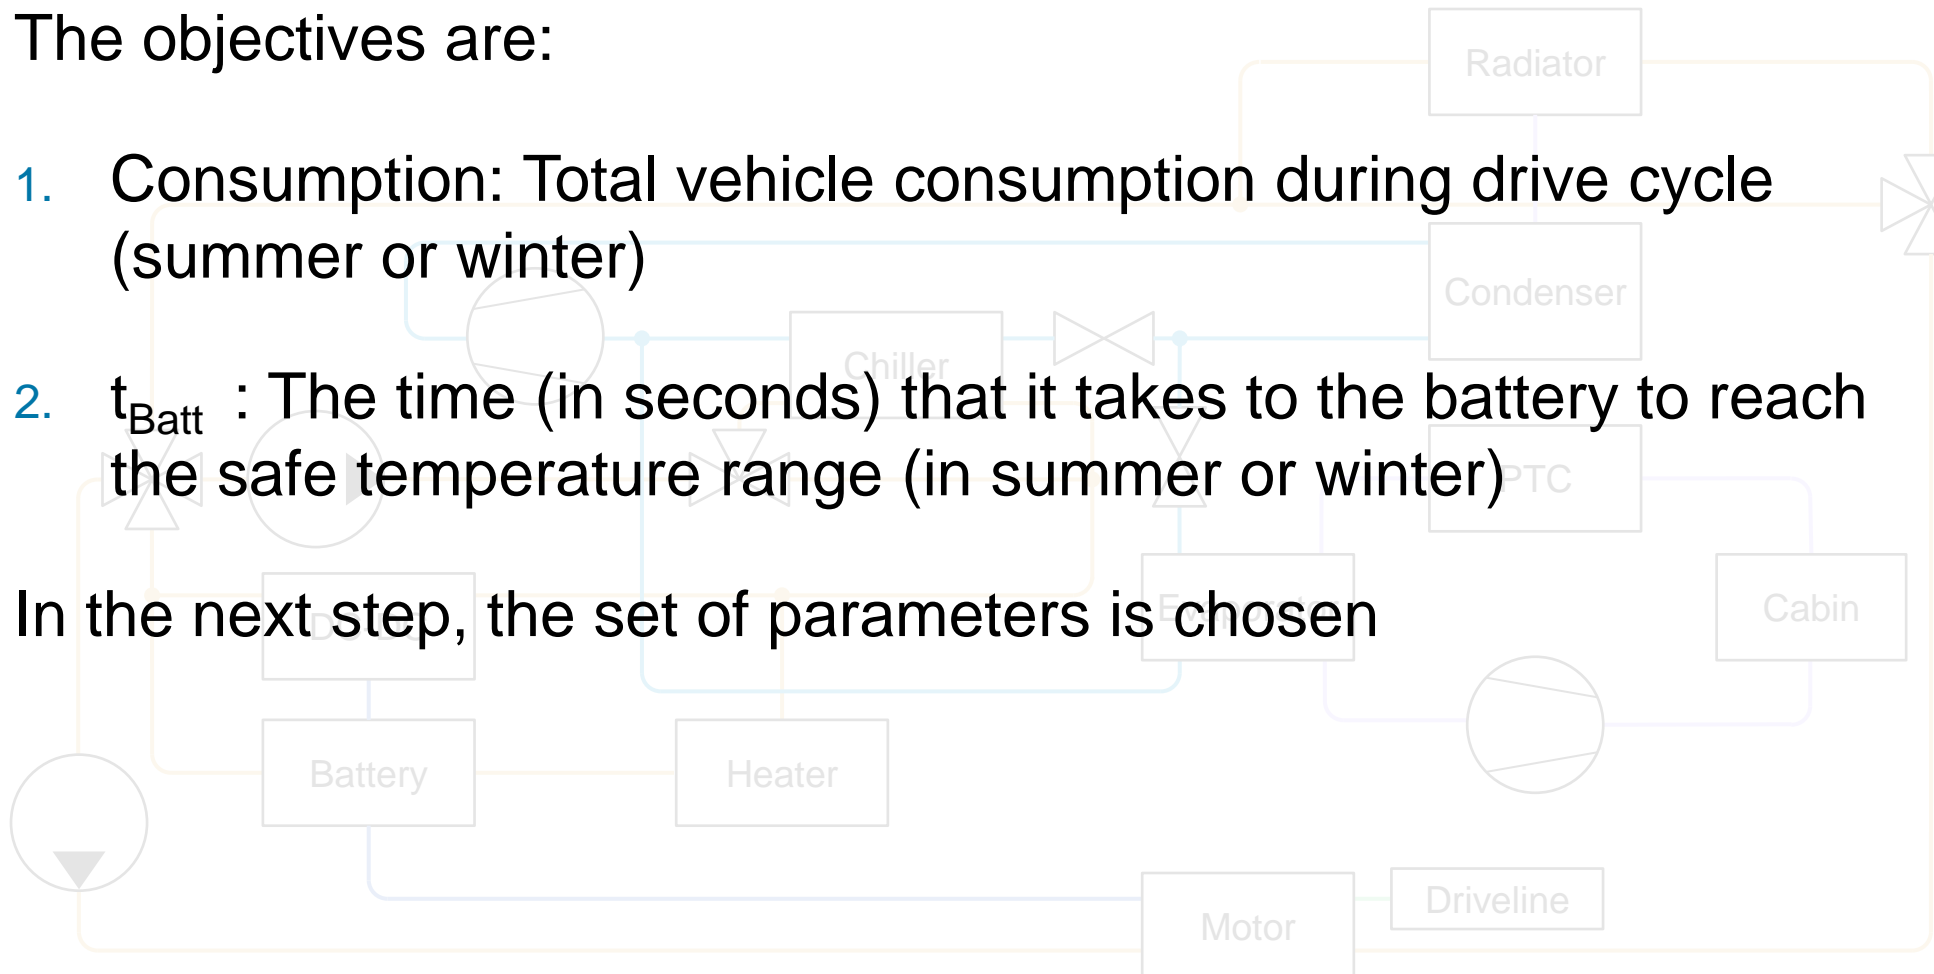 The objectives are:
Radiator
1. Consumption: Total vehicle consumption during drive cycle
(summer or winter)
Condenser
Chiller
2. tBatt : The time (in seconds) that it takes to the battery to reach
the safe temperature range (in summer or winter)
PTC
In the next step, the set of parameters is chosen
Evaporator
Cabin
Battery
Heater
Driveline
Motor